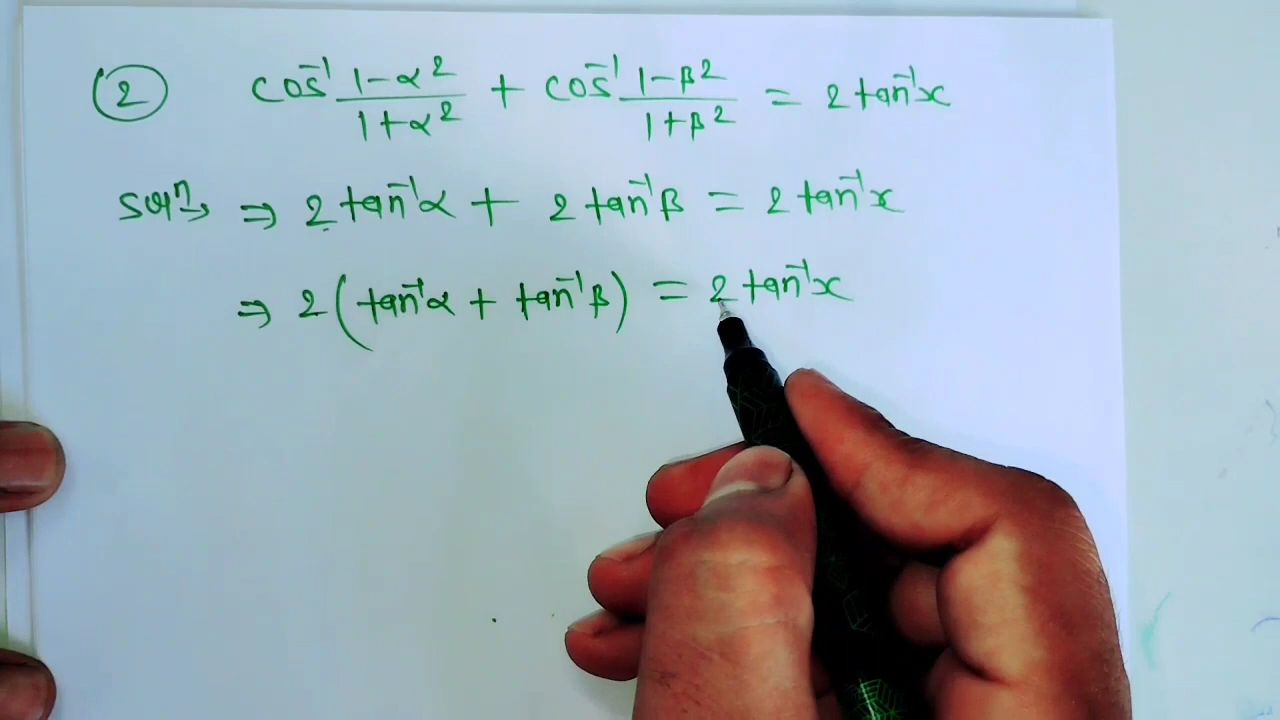 ② cos⁻¹ (1-α²)/(1+α²) + cos⁻¹ (1-β²)/(1+β²) = 2 tan⁻¹x
Solⁿ→ ⇒ 2 tan⁻¹α + 2 tan⁻¹β = 2 tan⁻¹x
⇒ 2 (tan⁻¹α + tan⁻¹β) = 2 tan⁻¹x